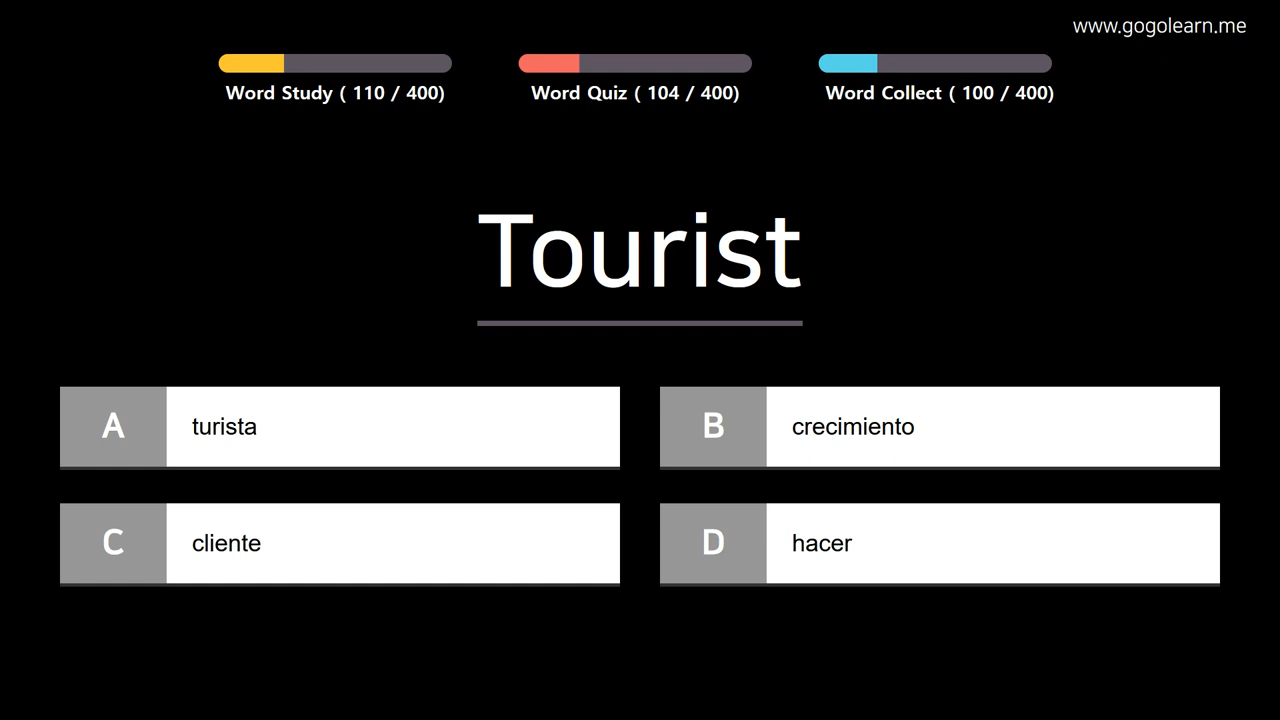 www.gogolearn.me
Word Study ( 110 / 400)
Word Quiz ( 104 / 400)
Word Collect ( 100 / 400)
Tourist
A turista
B crecimiento
C cliente
D hacer